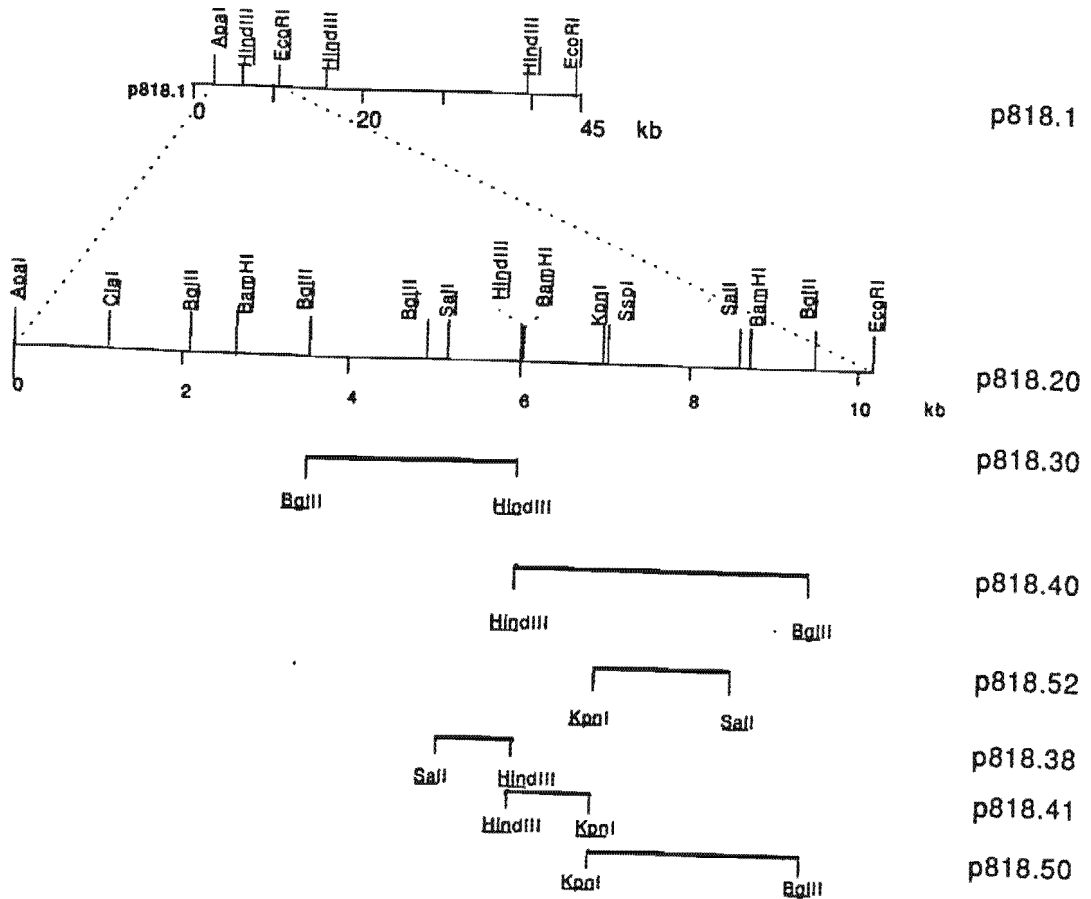 ApaI HindIII EcoRI HindIII HindIII EcoRI
p818.1 0 20 45 kb
p818.1
ApaI ClaI BglII BamHI BglII BglII SalI HindIII BamHI KpnI SspI SalI BamHI BglII EcoRI
0 2 4 6 8 10 kb
p818.20
p818.30
BglII HindIII
p818.40
HindIII BglII
p818.52
KpnI SalI
p818.38
SalI HindIII
p818.41
HindIII KpnI
p818.50
KpnI BglII